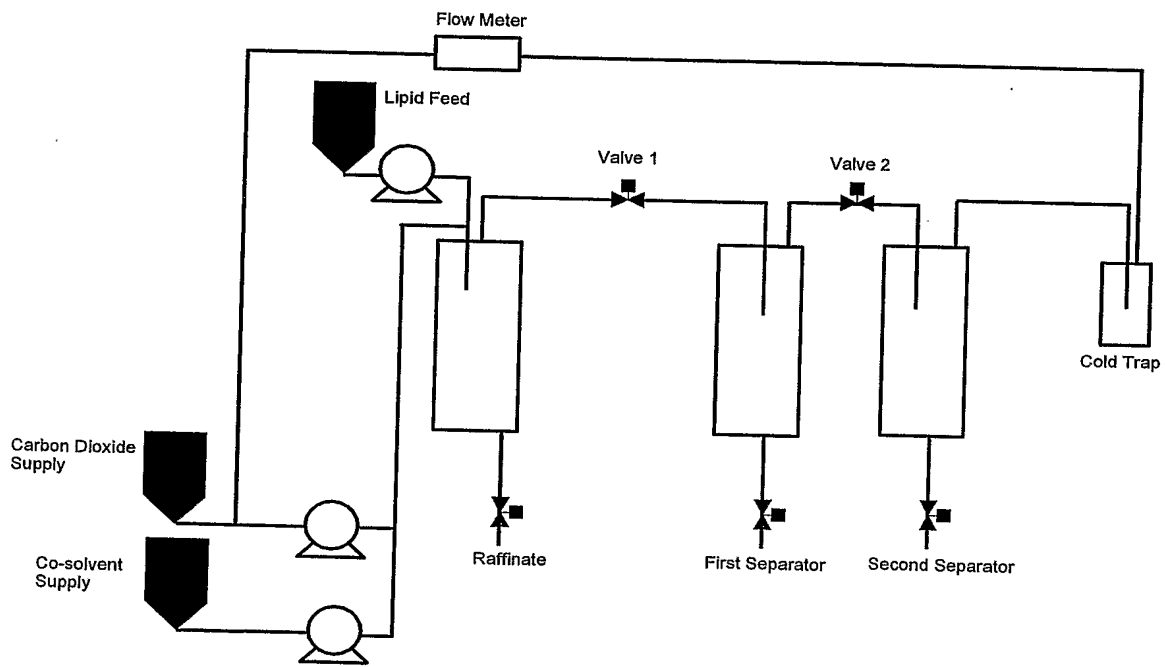 Flow Meter
Lipid Feed
Valve 1
Valve 2
Cold Trap
Carbon Dioxide
Supply
Co-solvent
Supply
Raffinate
First Separator
Second Separator